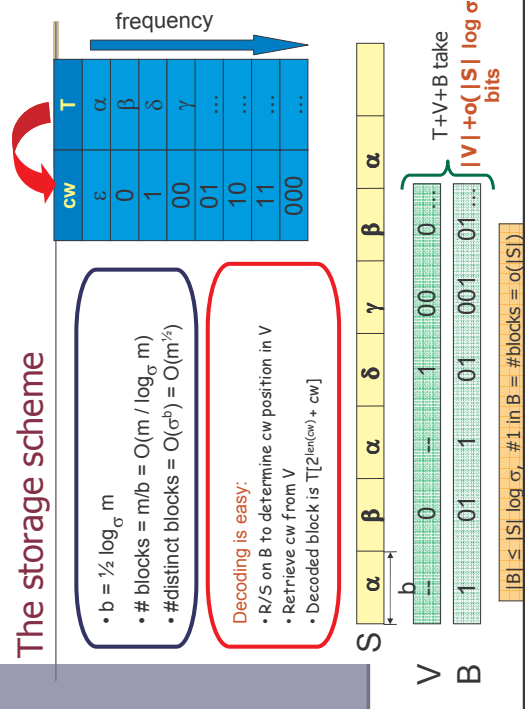 The storage scheme
• b = ½ logσ m
• # blocks = m/b = O(m / logσ m)
• #distinct blocks = O(σ^b) = O(m^½)
Decoding is easy:
• R/S on B to determine cw position in V
• Retrieve cw from V
• Decoded block is T[2^len(cw) + cw]
cw T
ε α
0 β
1 δ
00 γ
01 ...
10 ...
11 ...
000
frequency
S α β α δ γ β α
b
V -- 0 -- 1 00 0 ...
B 1 01 1 01 001 01 ...
T+V+B take
|V|+o(|S| log σ)
bits
|B| ≤ |S| log σ, #1 in B = #blocks = o(|S|)